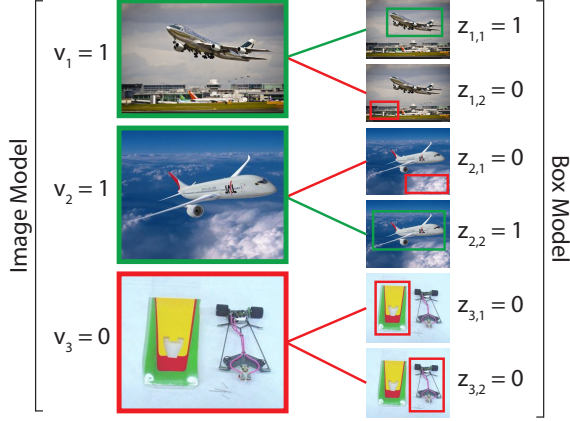 Image Model
v1 = 1
v2 = 1
v3 = 0
z1,1 = 1
z1,2 = 0
z2,1 = 0
z2,2 = 1
z3,1 = 0
z3,2 = 0
Box Model
JAL